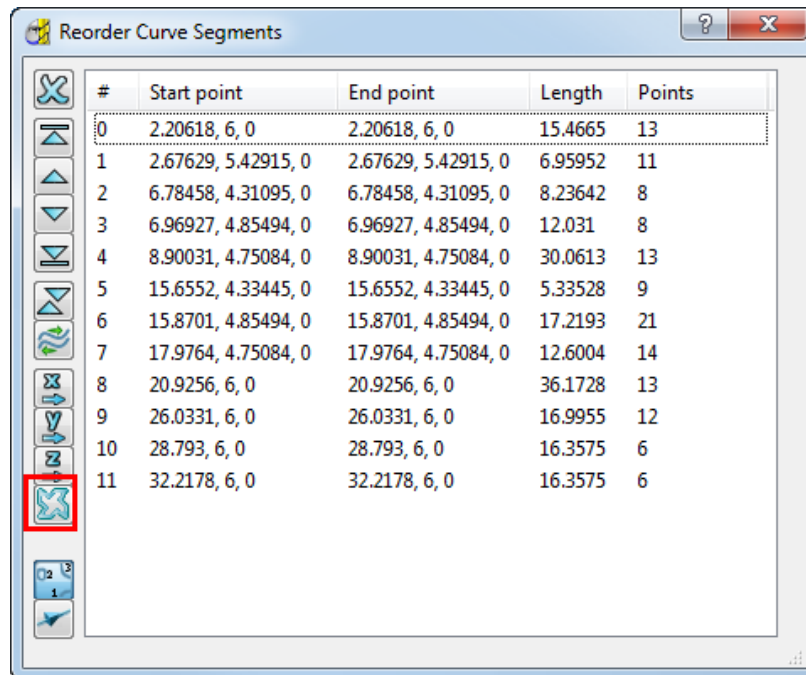 Reorder Curve Segments
# Start point End point Length Points
0 2.20618, 6, 0 2.20618, 6, 0 15.4665 13
1 2.67629, 5.42915, 0 2.67629, 5.42915, 0 6.95952 11
2 6.78458, 4.31095, 0 6.78458, 4.31095, 0 8.23642 8
3 6.96927, 4.85494, 0 6.96927, 4.85494, 0 12.031 8
4 8.90031, 4.75084, 0 8.90031, 4.75084, 0 30.0613 13
5 15.6552, 4.33445, 0 15.6552, 4.33445, 0 5.33528 9
6 15.8701, 4.85494, 0 15.8701, 4.85494, 0 17.2193 21
7 17.9764, 4.75084, 0 17.9764, 4.75084, 0 12.6004 14
8 20.9256, 6, 0 20.9256, 6, 0 36.1728 13
9 26.0331, 6, 0 26.0331, 6, 0 16.9955 12
10 28.793, 6, 0 28.793, 6, 0 16.3575 6
11 32.2178, 6, 0 32.2178, 6, 0 16.3575 6
X
Y
Z
2 3
1